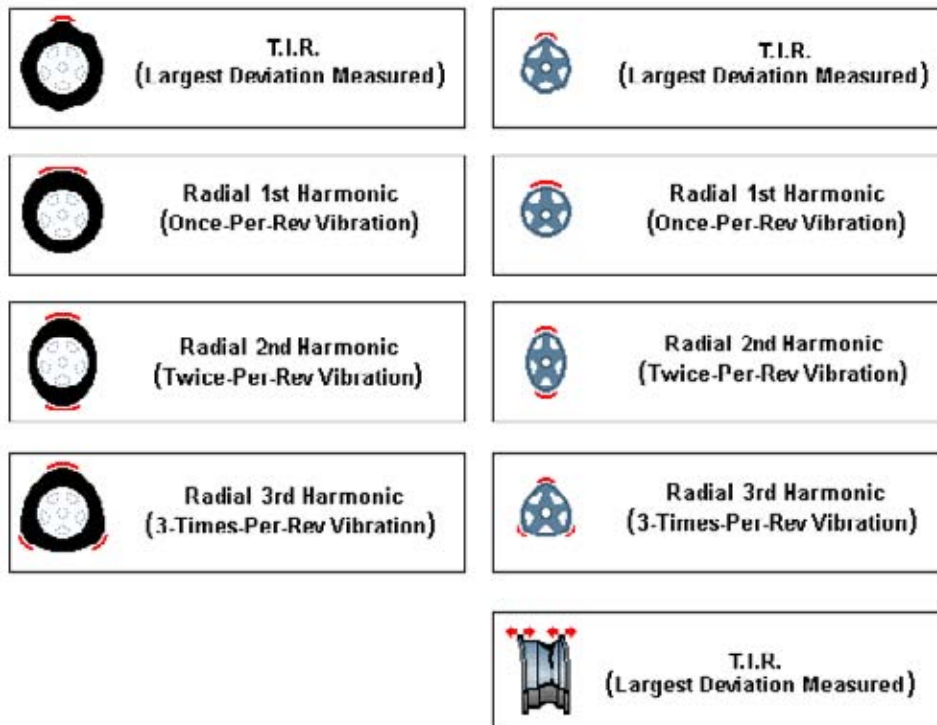 T.I.R.
(Largest Deviation Measured)
T.I.R.
(Largest Deviation Measured)
Radial 1st Harmonic
(Once-Per-Rev Vibration)
Radial 1st Harmonic
(Once-Per-Rev Vibration)
Radial 2nd Harmonic
(Twice-Per-Rev Vibration)
Radial 2nd Harmonic
(Twice-Per-Rev Vibration)
Radial 3rd Harmonic
(3-Times-Per-Rev Vibration)
Radial 3rd Harmonic
(3-Times-Per-Rev Vibration)
T.I.R.
(Largest Deviation Measured)